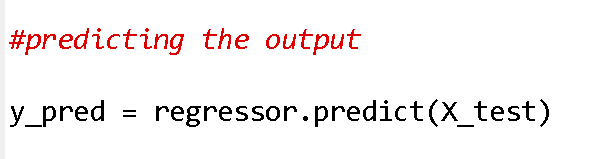 #predicting the output
y_pred = regressor.predict(X_test)